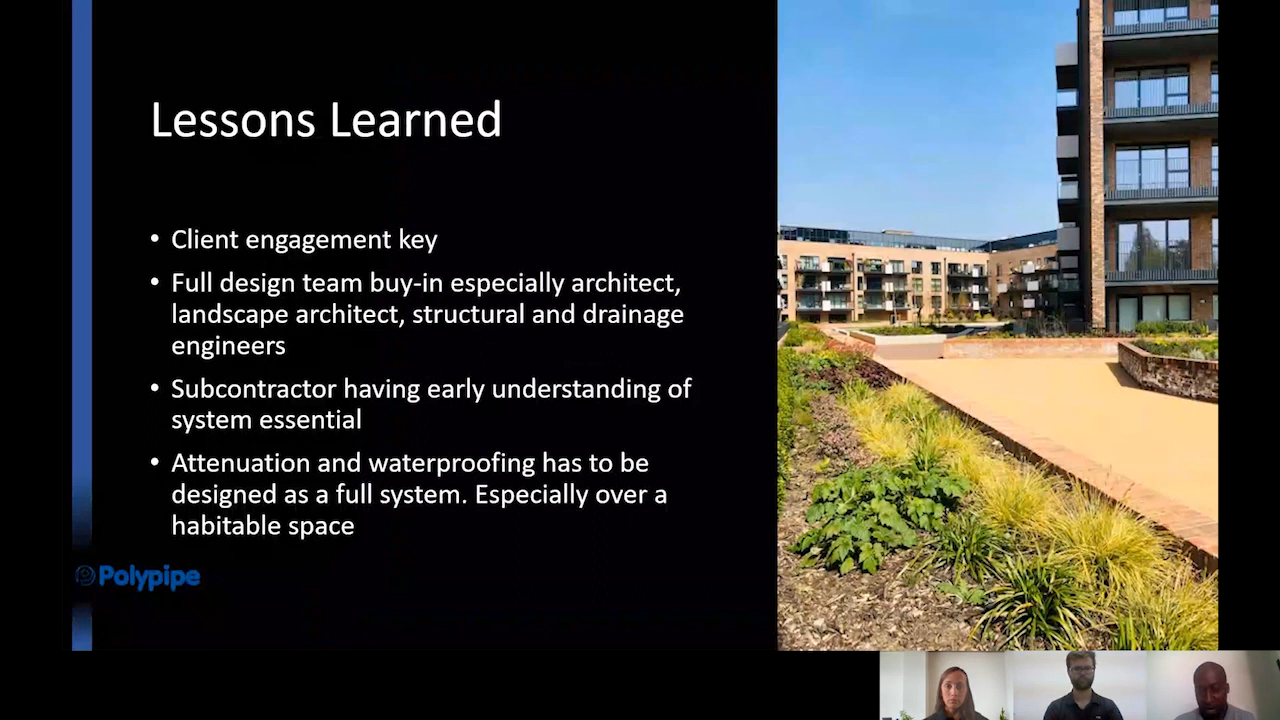 Lessons Learned
• Client engagement key
• Full design team buy-in especially architect,
landscape architect, structural and drainage
engineers
• Subcontractor having early understanding of
system essential
• Attenuation and waterproofing has to be
designed as a full system. Especially over a
habitable space
Polypipe